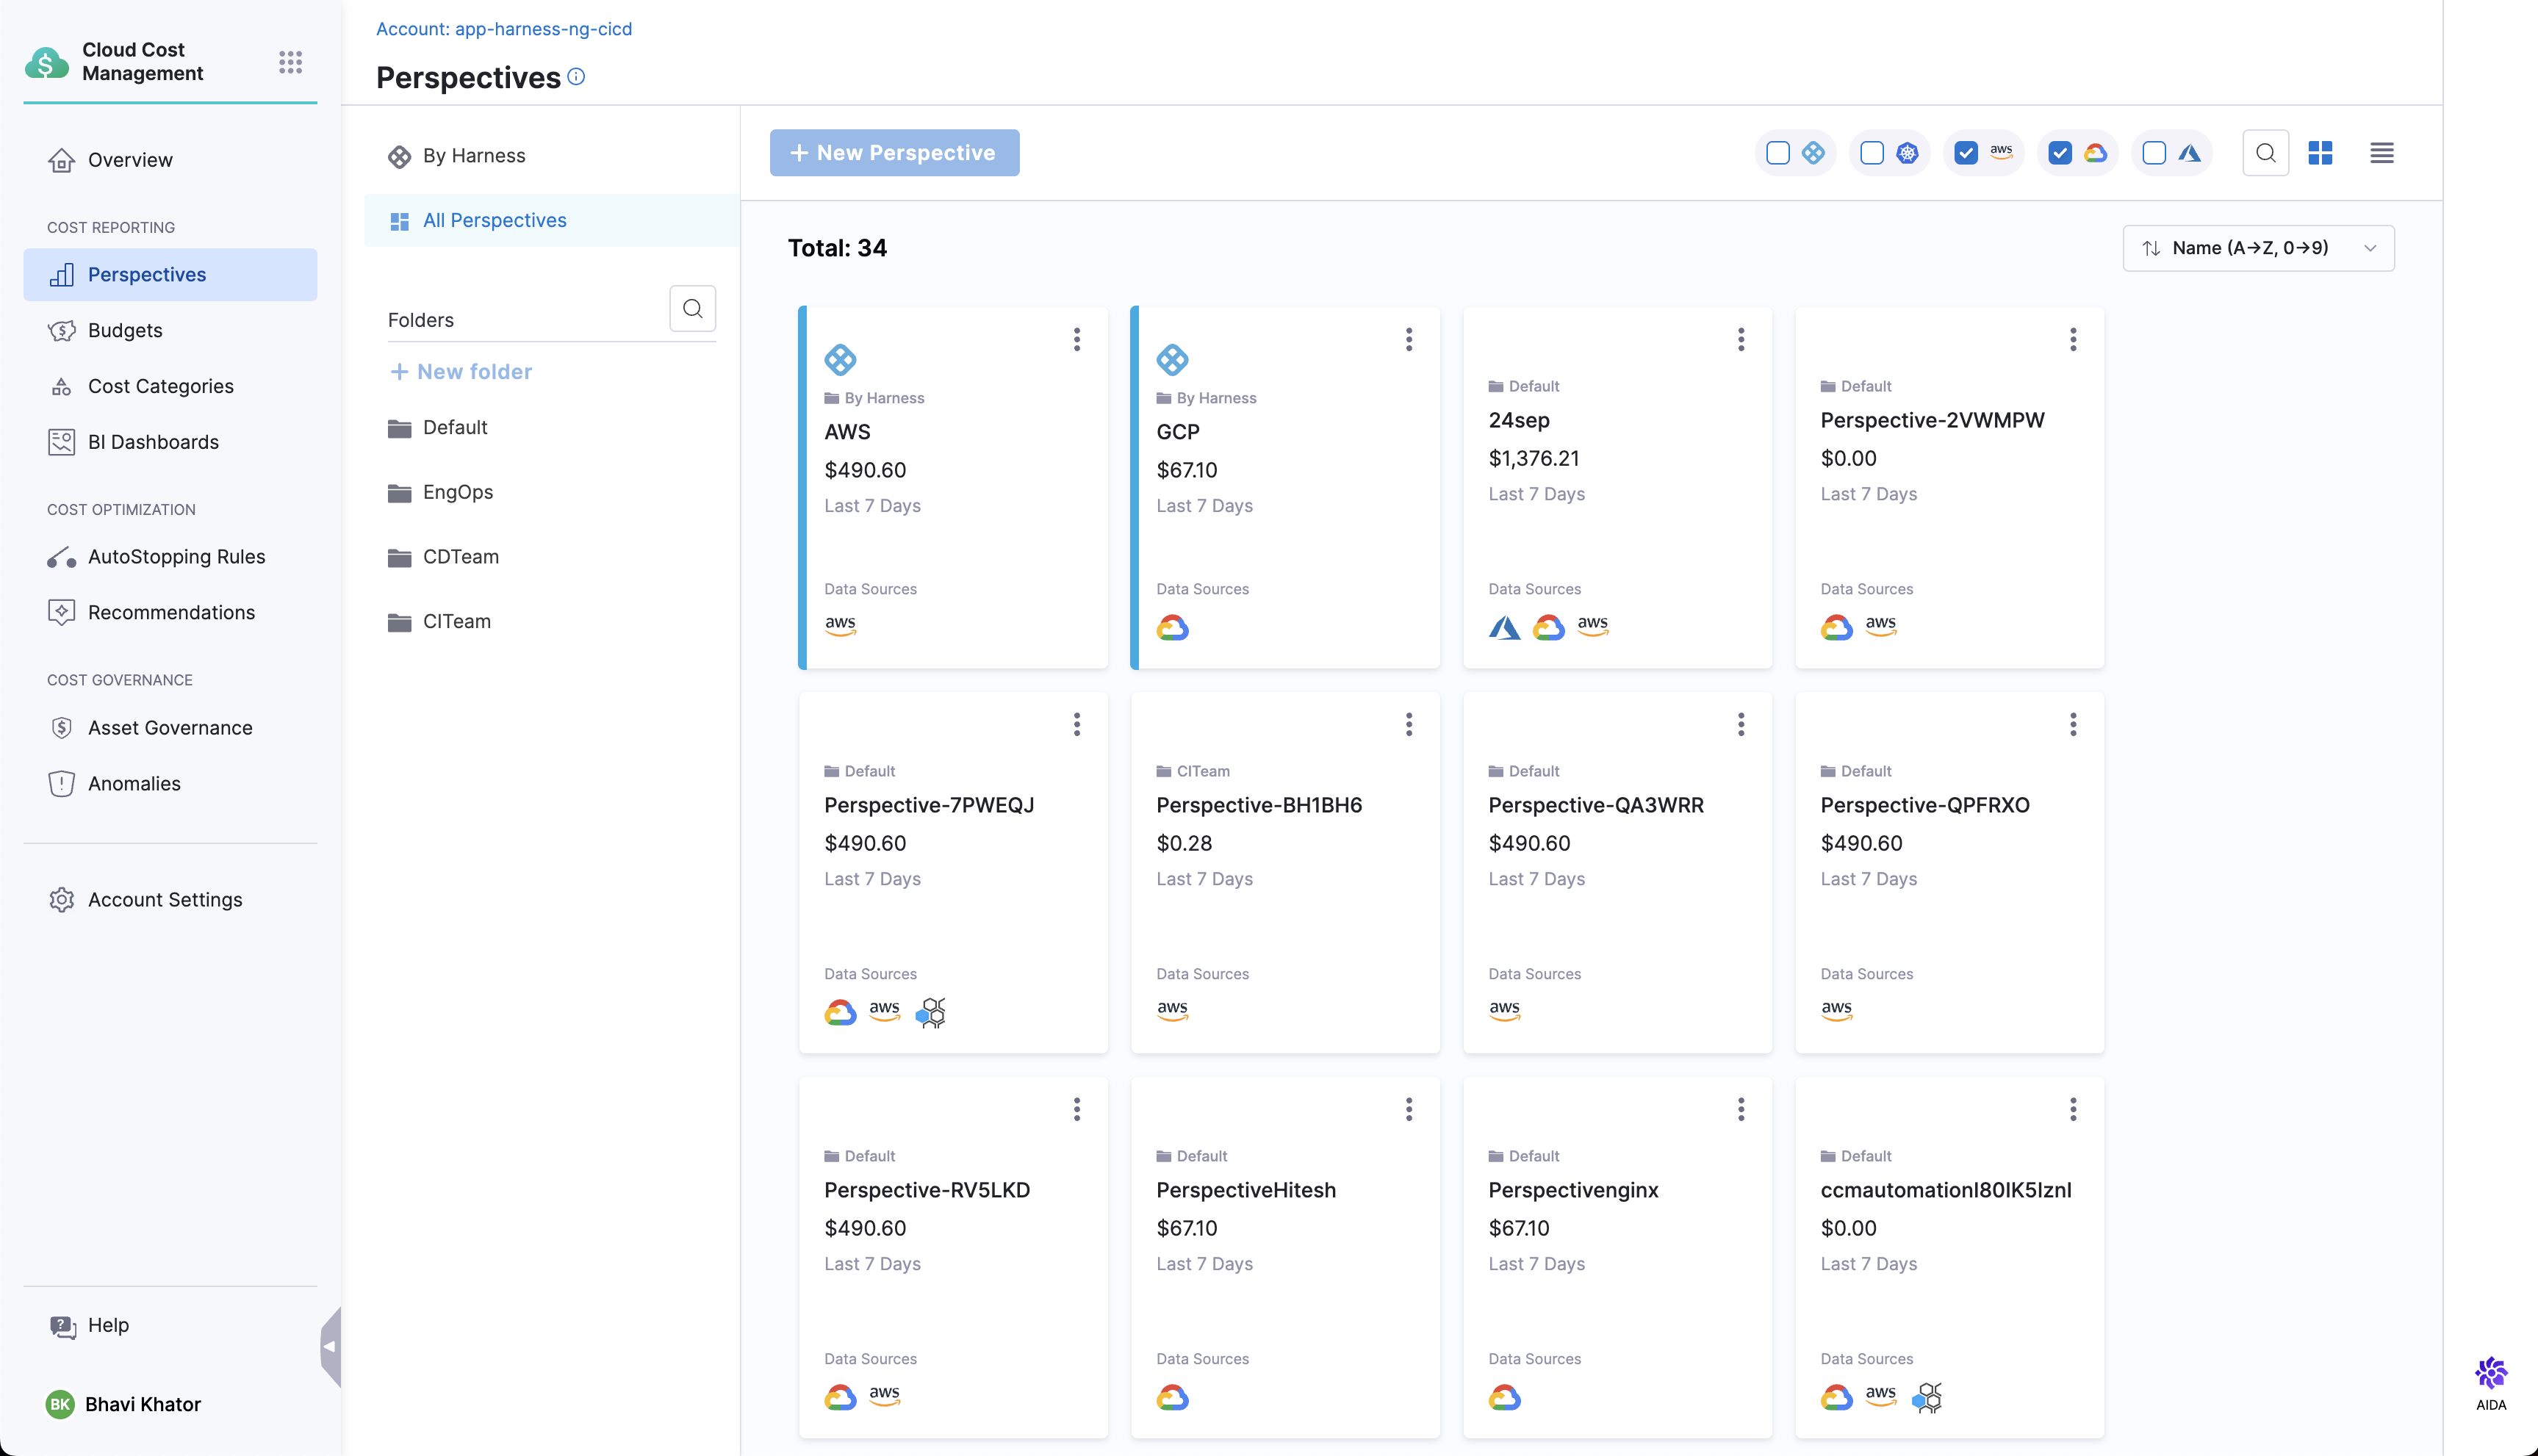 Cloud Cost
Management
Overview
COST REPORTING
Perspectives
Budgets
Cost Categories
BI Dashboards
COST OPTIMIZATION
AutoStopping Rules
Recommendations
COST GOVERNANCE
Asset Governance
Anomalies
Account Settings
Help
BK Bhavi Khator
Account: app-harness-ng-cicd
Perspectives
By Harness
All Perspectives
Folders
+ New folder
Default
EngOps
CDTeam
CITeam
+ New Perspective
aws
Total: 34
Name (A→Z, 0→9)
By Harness
AWS
$490.60
Last 7 Days
Data Sources
aws
By Harness
GCP
$67.10
Last 7 Days
Data Sources
Default
24sep
$1,376.21
Last 7 Days
Data Sources
aws
Default
Perspective-2VWMPW
$0.00
Last 7 Days
Data Sources
aws
Default
Perspective-7PWEQJ
$490.60
Last 7 Days
Data Sources
aws
CITeam
Perspective-BH1BH6
$0.28
Last 7 Days
Data Sources
aws
Default
Perspective-QA3WRR
$490.60
Last 7 Days
Data Sources
aws
Default
Perspective-QPFRXO
$490.60
Last 7 Days
Data Sources
aws
Default
Perspective-RV5LKD
$490.60
Last 7 Days
Data Sources
aws
Default
PerspectiveHitesh
$67.10
Last 7 Days
Data Sources
Default
Perspectivenginx
$67.10
Last 7 Days
Data Sources
Default
ccmautomationI80IK5IznI
$0.00
Last 7 Days
Data Sources
aws
AIDA